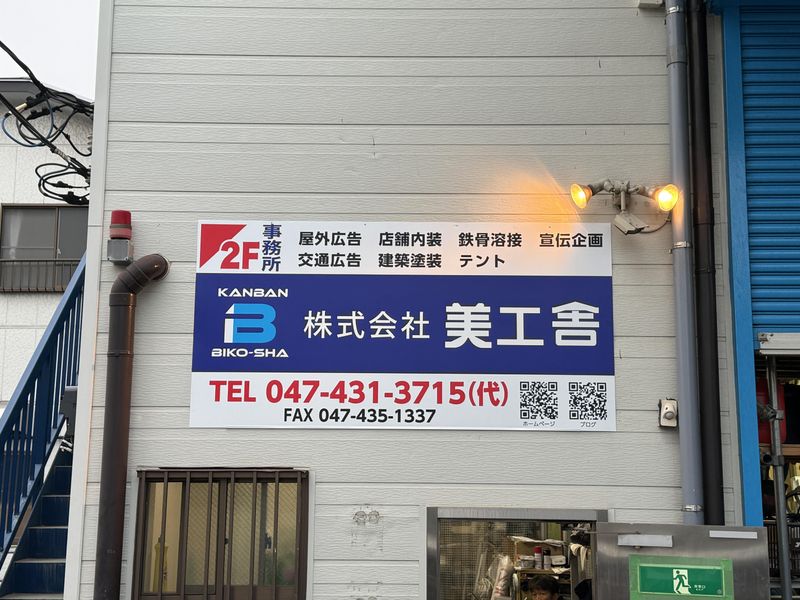 2F 事務所
屋外広告 店舗内装 鉄骨溶接 宣伝企画
交通広告 建築塗装 テント
KANBAN
B
BIKO-SHA
株式会社 美工舎
TEL 047-431-3715(代)
FAX 047-435-1337
ホームページ ブログ